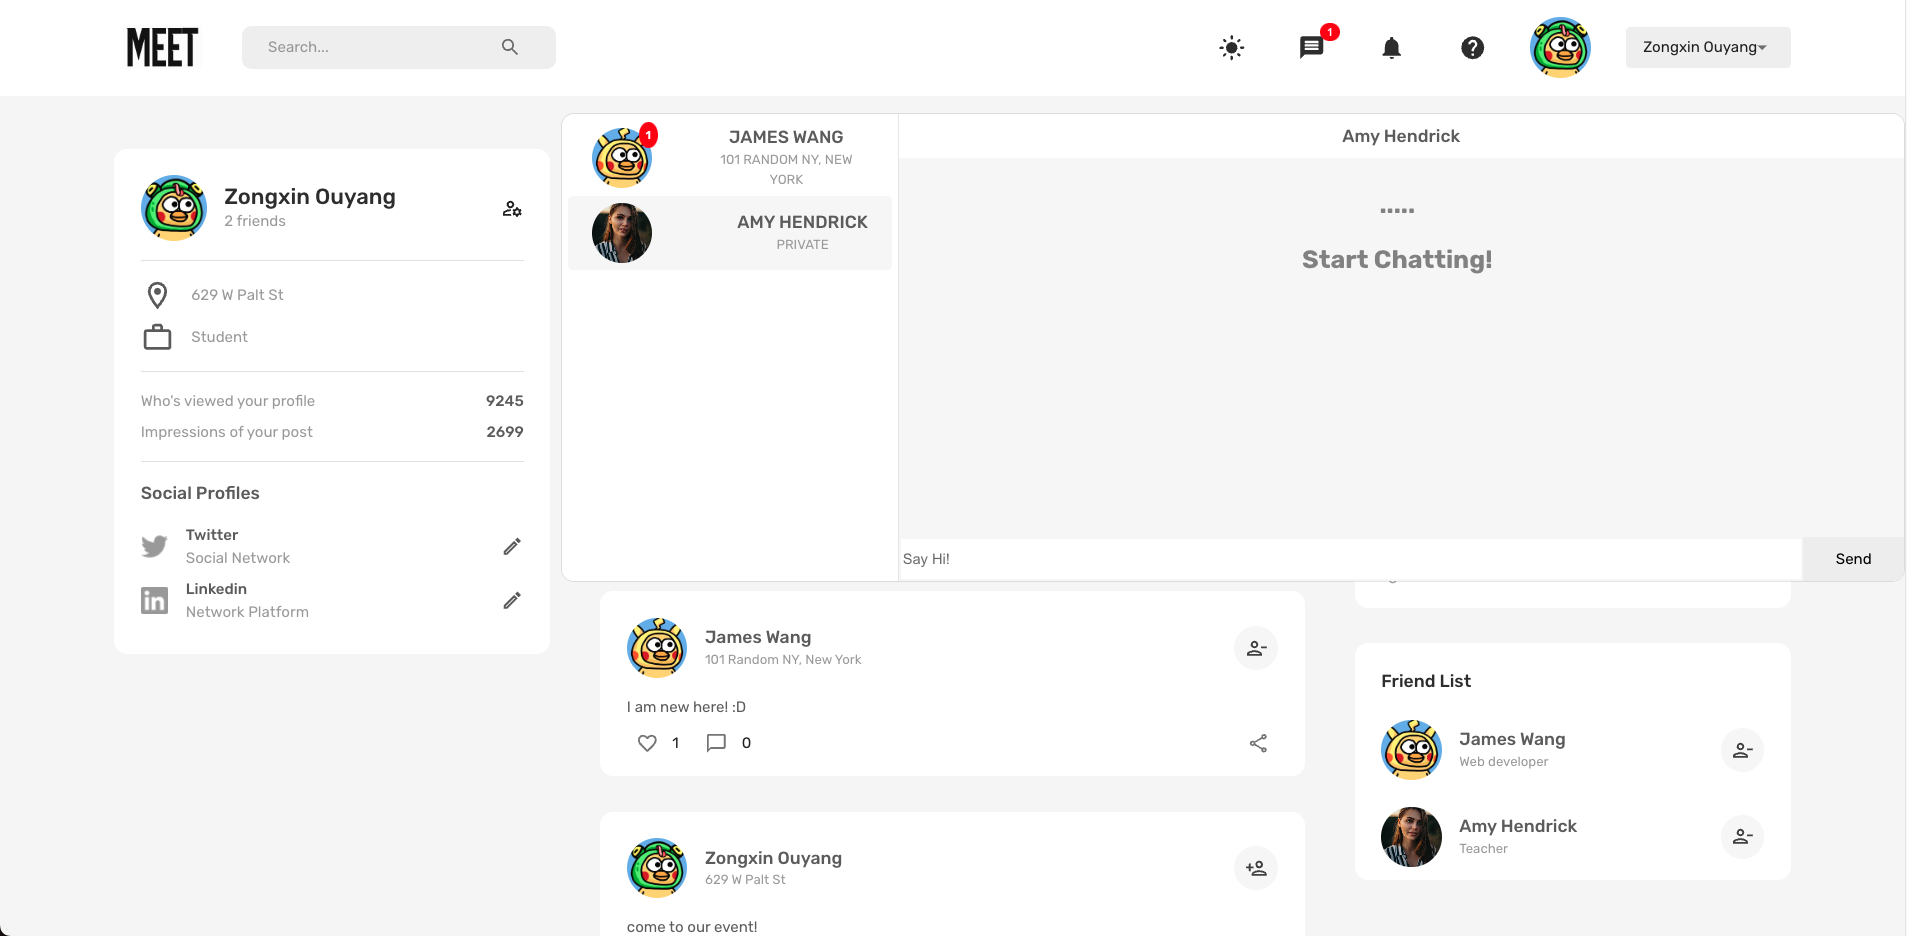 MEET
Search...
1
Zongxin Ouyang
Zongxin Ouyang
2 friends
629 W Palt St
Student
Who's viewed your profile 9245
Impressions of your post 2699
Social Profiles
Twitter
Social Network
Linkedin
Network Platform
1
JAMES WANG
101 RANDOM NY, NEW
YORK
AMY HENDRICK
PRIVATE
Amy Hendrick
Start Chatting!
Say Hi!
Send
James Wang
101 Random NY, New York
I am new here! :D
1 0
Zongxin Ouyang
629 W Palt St
come to our event!
Friend List
James Wang
Web developer
Amy Hendrick
Teacher